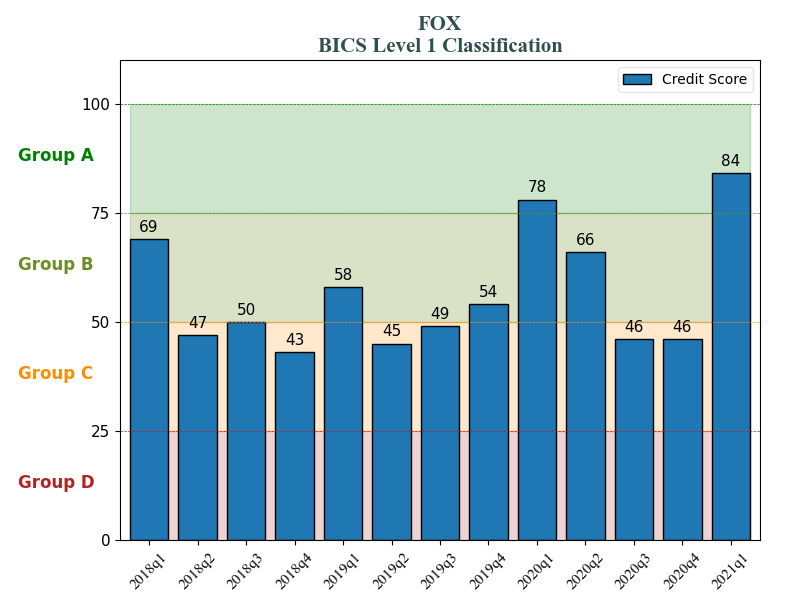 FOX
BICS Level 1 Classification
Credit Score
100
Group A
84
78
75
69
66
Group B
58
54
50
50
49
47
46
46
45
43
Group C
25
Group D
0
2018q1 2018q2 2018q3 2018q4 2019q1 2019q2 2019q3 2019q4 2020q1 2020q2 2020q3 2020q4 2021q1